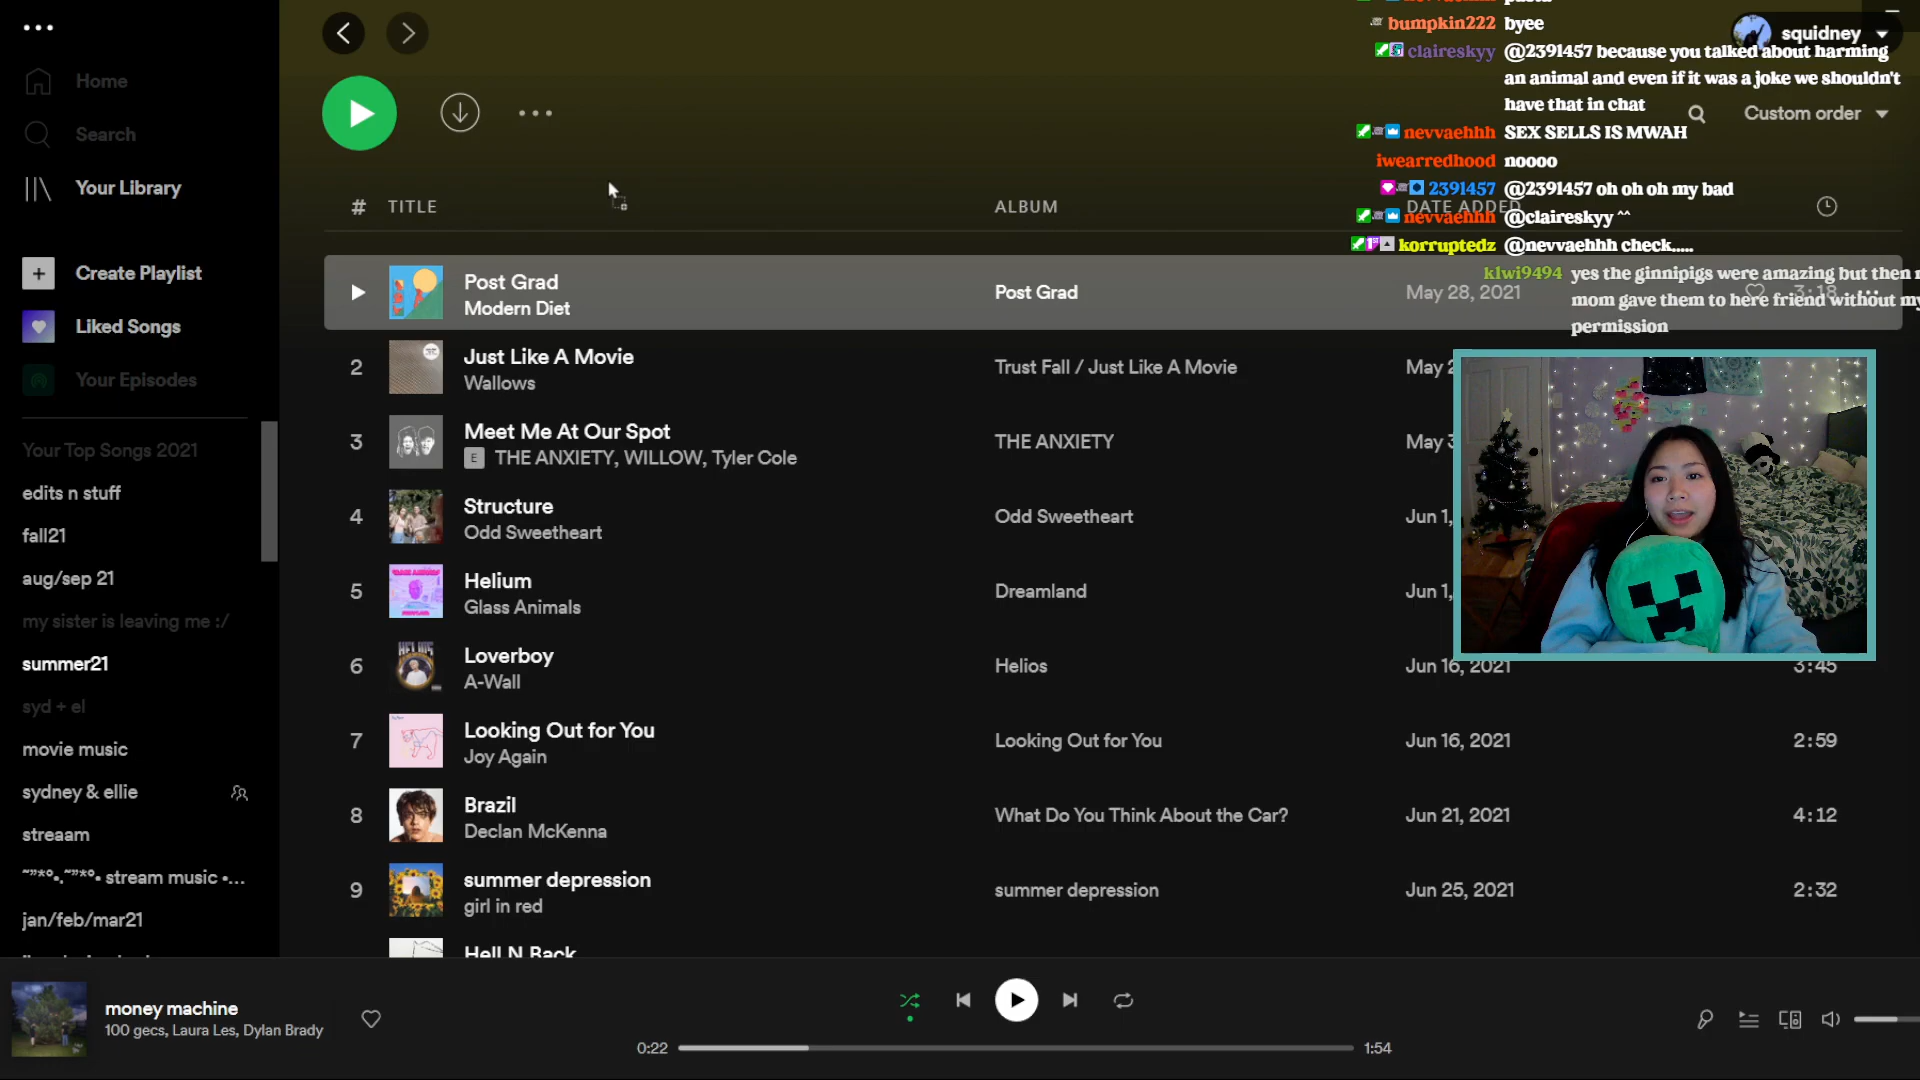 Home
Search
Your Library
Create Playlist
Liked Songs
Your Episodes
Your Top Songs 2021
edits n stuff
fall21
aug/sep 21
my sister is leaving me :/
summer21
syd + el
movie music
sydney & ellie
streaam
stream music
jan/feb/mar21
squidney
Custom order
# TITLE ALBUM DATE ADDED
Post Grad
Modern Diet
Post Grad
May 28, 2021
3:18
2
Just Like A Movie
Wallows
Trust Fall / Just Like A Movie
May
3
Meet Me At Our Spot
E THE ANXIETY, WILLOW, Tyler Cole
THE ANXIETY
May
4
Structure
Odd Sweetheart
Odd Sweetheart
Jun 1,
5
Helium
Glass Animals
Dreamland
Jun 1,
6
Loverboy
A-Wall
Helios
Jun 16, 2021
3:45
7
Looking Out for You
Joy Again
Looking Out for You
Jun 16, 2021
2:59
8
Brazil
Declan McKenna
What Do You Think About the Car?
Jun 21, 2021
4:12
9
summer depression
girl in red
summer depression
Jun 25, 2021
2:32
Hell N Back
bumpkin222 byee
claireskyy @2391457 because you talked about harming
an animal and even if it was a joke we shouldn't
have that in chat
nevvaehhh SEX SELLS IS MWAH
iwearredhood noooo
2391457 @2391457 oh oh oh my bad
nevvaehhh @claireskyy ^^
korruptedz @nevvaehhh check.....
klwi9494 yes the ginnipigs were amazing but then
mom gave them to here friend without my
permission
money machine
100 gecs, Laura Les, Dylan Brady
0:22
1:54